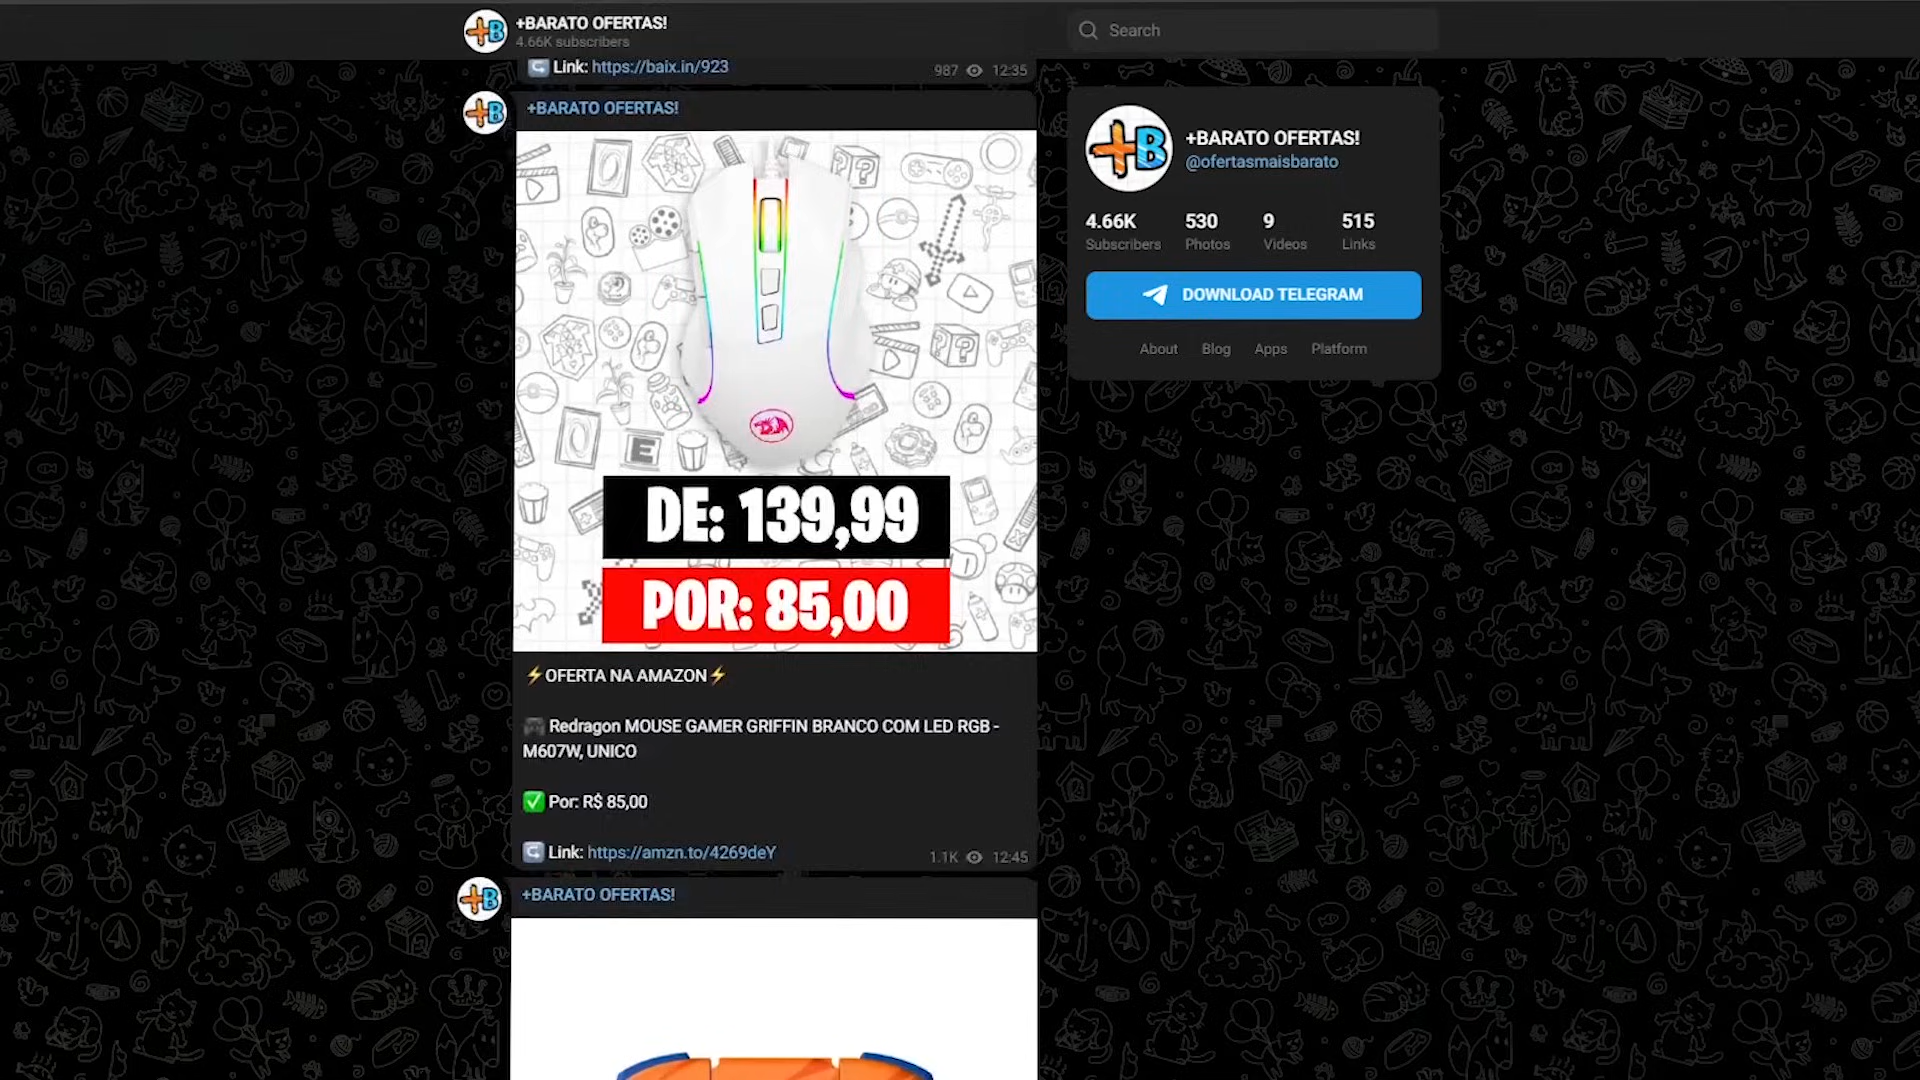 +BARATO OFERTAS!
4.66K subscribers
Link: https://baix.in/923
987 12:35
+BARATO OFERTAS!
DE: 139,99
POR: 85,00
⚡OFERTA NA AMAZON⚡
🎮 Redragon MOUSE GAMER GRIFFIN BRANCO COM LED RGB -
M607W, UNICO
✅ Por: R$ 85,00
Link: https://amzn.to/4269deY
1.1K 12:45
+BARATO OFERTAS!
Search
+B
+BARATO OFERTAS!
@ofertasmaisbarato
4.66K 530 9 515
Subscribers Photos Videos Links
DOWNLOAD TELEGRAM
About Blog Apps Platform